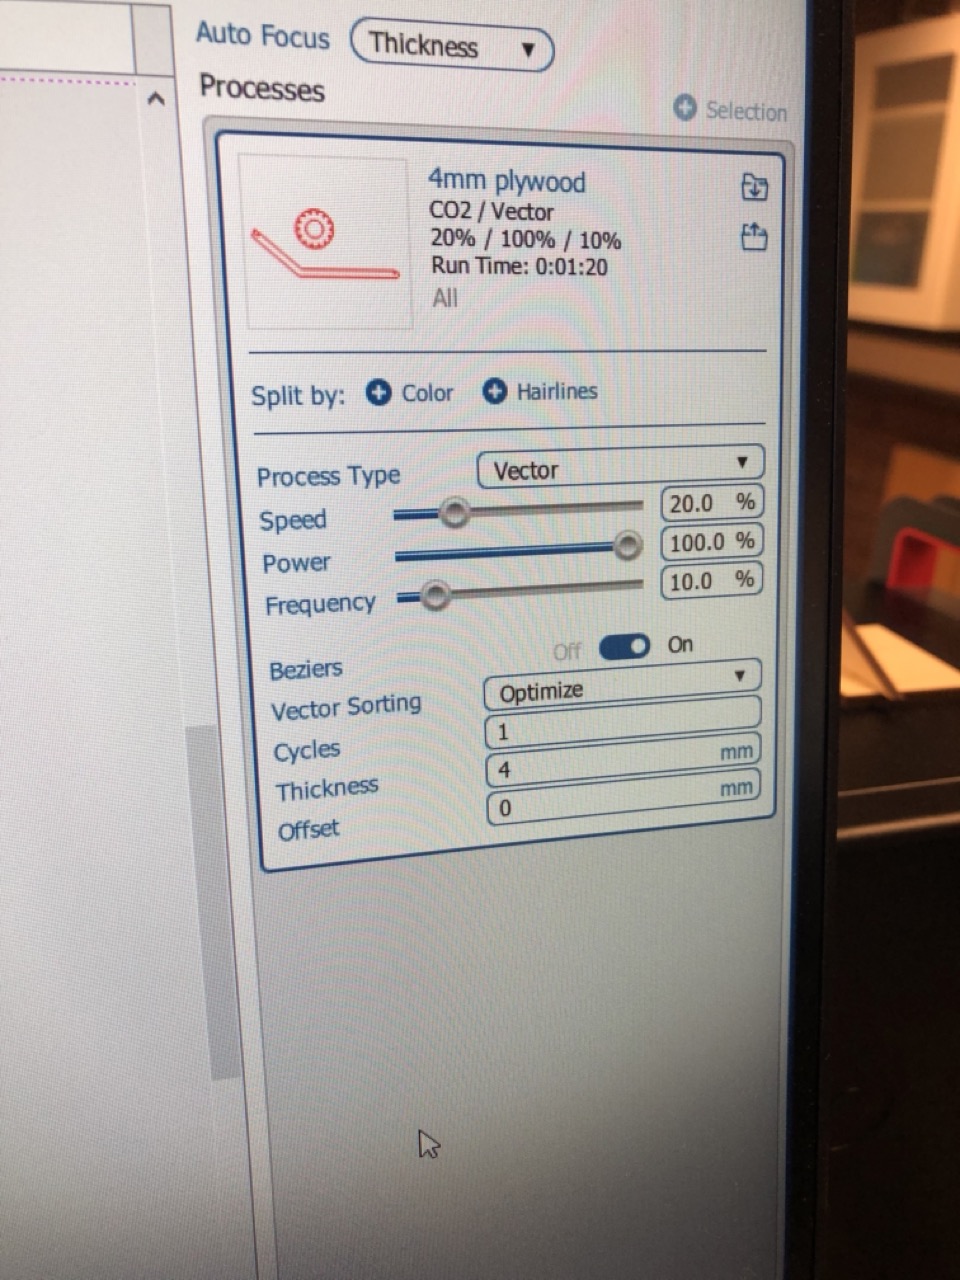 Auto Focus Thickness
Processes
Selection
4mm plywood
CO2 / Vector
20% / 100% / 10%
Run Time: 0:01:20
All
Split by: Color Hairlines
Process Type Vector
Speed 20.0 %
Power 100.0 %
Frequency 10.0 %
Beziers Off On
Vector Sorting Optimize
Cycles 1
Thickness 4 mm
Offset 0 mm